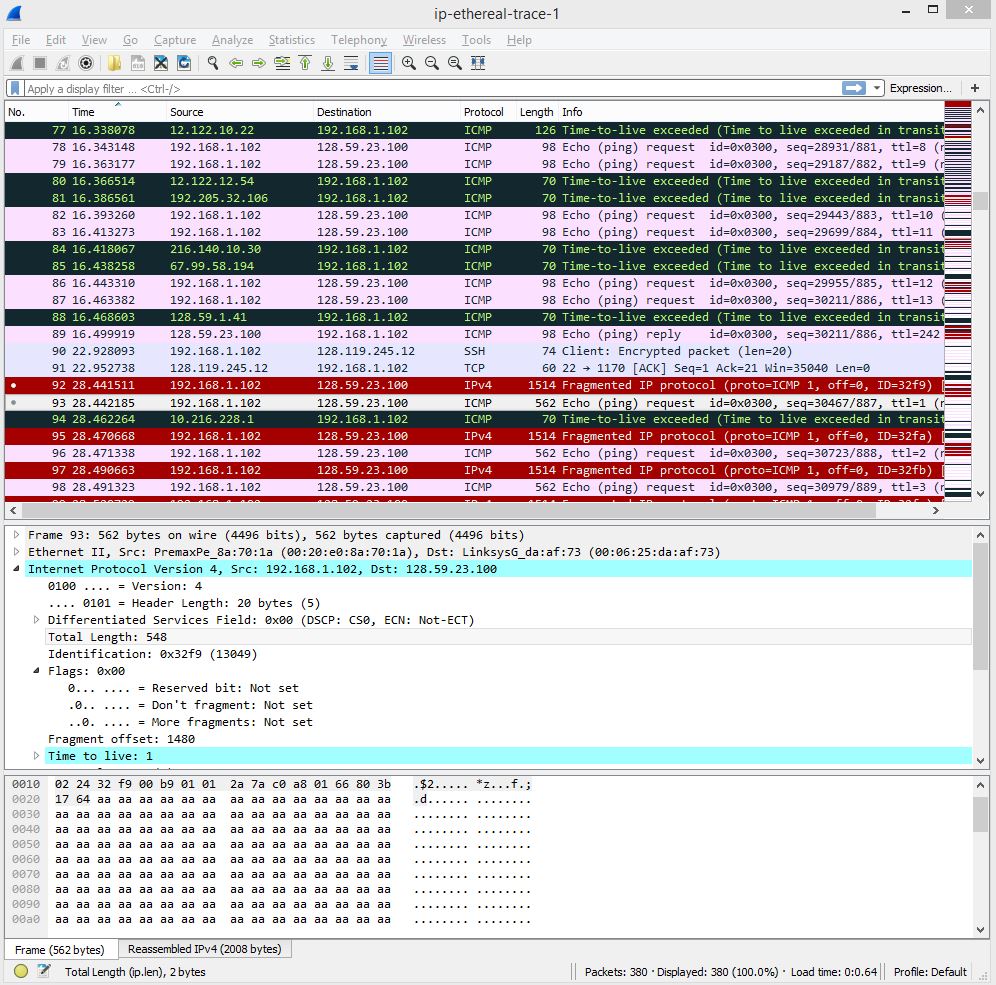 ip-ethereal-trace-1
File Edit View Go Capture Analyze Statistics Telephony Wireless Tools Help
Apply a display filter ... <Ctrl-/> Expression... +
No. Time Source Destination Protocol Length Info
77 16.338078 12.122.10.22 192.168.1.102 ICMP 126 Time-to-live exceeded (Time to live exceeded in transit
78 16.343148 192.168.1.102 128.59.23.100 ICMP 98 Echo (ping) request id=0x0300, seq=28931/881, ttl=8 (r
79 16.363177 192.168.1.102 128.59.23.100 ICMP 98 Echo (ping) request id=0x0300, seq=29187/882, ttl=9 (r
80 16.366514 12.122.12.54 192.168.1.102 ICMP 70 Time-to-live exceeded (Time to live exceeded in transit
81 16.386561 192.205.32.106 192.168.1.102 ICMP 70 Time-to-live exceeded (Time to live exceeded in transit
82 16.393260 192.168.1.102 128.59.23.100 ICMP 98 Echo (ping) request id=0x0300, seq=29443/883, ttl=10 (
83 16.413273 192.168.1.102 128.59.23.100 ICMP 98 Echo (ping) request id=0x0300, seq=29699/884, ttl=11 (
84 16.418067 216.140.10.30 192.168.1.102 ICMP 70 Time-to-live exceeded (Time to live exceeded in transit
85 16.438258 67.99.58.194 192.168.1.102 ICMP 70 Time-to-live exceeded (Time to live exceeded in transit
86 16.443310 192.168.1.102 128.59.23.100 ICMP 98 Echo (ping) request id=0x0300, seq=29955/885, ttl=12 (
87 16.463382 192.168.1.102 128.59.23.100 ICMP 98 Echo (ping) request id=0x0300, seq=30211/886, ttl=13 (
88 16.468603 128.59.1.41 192.168.1.102 ICMP 70 Time-to-live exceeded (Time to live exceeded in transit
89 16.499919 128.59.23.100 192.168.1.102 ICMP 98 Echo (ping) reply id=0x0300, seq=30211/886, ttl=242
90 22.928093 192.168.1.102 128.119.245.12 SSH 74 Client: Encrypted packet (len=20)
91 22.952738 128.119.245.12 192.168.1.102 TCP 60 22 → 1170 [ACK] Seq=1 Ack=21 Win=35040 Len=0
92 28.441511 192.168.1.102 128.59.23.100 IPv4 1514 Fragmented IP protocol (proto=ICMP 1, off=0, ID=32f9) [
93 28.442185 192.168.1.102 128.59.23.100 ICMP 562 Echo (ping) request id=0x0300, seq=30467/887, ttl=1 (r
94 28.462264 10.216.228.1 192.168.1.102 ICMP 70 Time-to-live exceeded (Time to live exceeded in transit
95 28.470668 192.168.1.102 128.59.23.100 IPv4 1514 Fragmented IP protocol (proto=ICMP 1, off=0, ID=32fa) [
96 28.471338 192.168.1.102 128.59.23.100 ICMP 562 Echo (ping) request id=0x0300, seq=30723/888, ttl=2 (r
97 28.490663 192.168.1.102 128.59.23.100 IPv4 1514 Fragmented IP protocol (proto=ICMP 1, off=0, ID=32fb) [
98 28.491323 192.168.1.102 128.59.23.100 ICMP 562 Echo (ping) request id=0x0300, seq=30979/889, ttl=3 (r
Frame 93: 562 bytes on wire (4496 bits), 562 bytes captured (4496 bits)
Ethernet II, Src: PremaxPe_8a:70:1a (00:20:e0:8a:70:1a), Dst: LinksysG_da:af:73 (00:06:25:da:af:73)
Internet Protocol Version 4, Src: 192.168.1.102, Dst: 128.59.23.100
0100 .... = Version: 4
.... 0101 = Header Length: 20 bytes (5)
Differentiated Services Field: 0x00 (DSCP: CS0, ECN: Not-ECT)
Total Length: 548
Identification: 0x32f9 (13049)
Flags: 0x00
0... .... = Reserved bit: Not set
.0.. .... = Don't fragment: Not set
..0. .... = More fragments: Not set
Fragment offset: 1480
Time to live: 1
0010 02 24 32 f9 00 b9 01 01 2a 7a c0 a8 01 66 80 3b .$2..... *z...f.;
0020 17 64 aa aa aa aa aa aa aa aa aa aa aa aa aa aa .d...... ........
0030 aa aa aa aa aa aa aa aa aa aa aa aa aa aa aa aa ........ ........
0040 aa aa aa aa aa aa aa aa aa aa aa aa aa aa aa aa ........ ........
0050 aa aa aa aa aa aa aa aa aa aa aa aa aa aa aa aa ........ ........
0060 aa aa aa aa aa aa aa aa aa aa aa aa aa aa aa aa ........ ........
0070 aa aa aa aa aa aa aa aa aa aa aa aa aa aa aa aa ........ ........
0080 aa aa aa aa aa aa aa aa aa aa aa aa aa aa aa aa ........ ........
0090 aa aa aa aa aa aa aa aa aa aa aa aa aa aa aa aa ........ ........
00a0 aa aa aa aa aa aa aa aa aa aa aa aa aa aa aa aa ........ ........
Frame (562 bytes) Reassembled IPv4 (2008 bytes)
Total Length (ip.len), 2 bytes Packets: 380 · Displayed: 380 (100.0%) · Load time: 0:0.64 Profile: Default